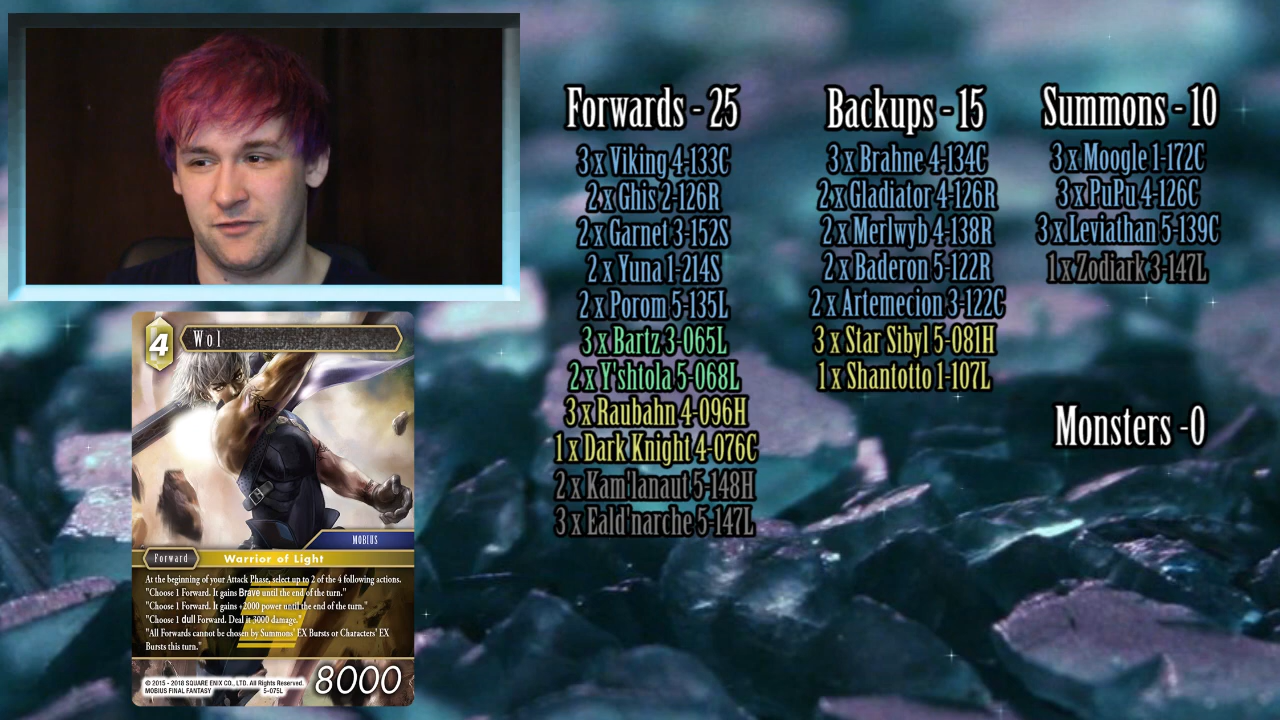 Forwards - 25
3 x Viking 4-133C
2 x Ghis 2-126R
2 x Garnet 3-152S
2 x Yuna 1-214S
2 x Porom 5-135L
3 x Bartz 3-065L
2 x Y'shtola 5-068L
3 x Raubahn 4-096H
1 x Dark Knight 4-076C
2 x Kam'lanaut 5-148H
3 x Eald'narche 5-147L
Backups - 15
3 x Brahne 4-134C
2 x Gladiator 4-126R
2 x Merlwyb 4-138R
2 x Baderon 5-122R
2 x Artemecion 3-122C
3 x Star Sibyl 5-081H
1 x Shantotto 1-107L
Summons - 10
3 x Moogle 1-172C
3 x PuPu 4-126C
3 x Leviathan 5-139C
1 x Zodiark 3-147L
Monsters -0
4
Wol
MOBIUS
Forward
Warrior of Light
At the beginning of your Attack Phase, select up to 2 of the 4 following actions.
"Choose 1 Forward. It gains Brave until the end of the turn."
"Choose 1 Forward. It gains +2000 power until the end of the turn."
"Choose 1 dull Forward. Deal it 3000 damage."
"All Forwards cannot be chosen by Summons' EX Bursts or Characters' EX
Bursts this turn."
© 2015 - 2018 SQUARE ENIX CO., LTD. All Rights Reserved.
MOBIUS FINAL FANTASY 5-075L
8000